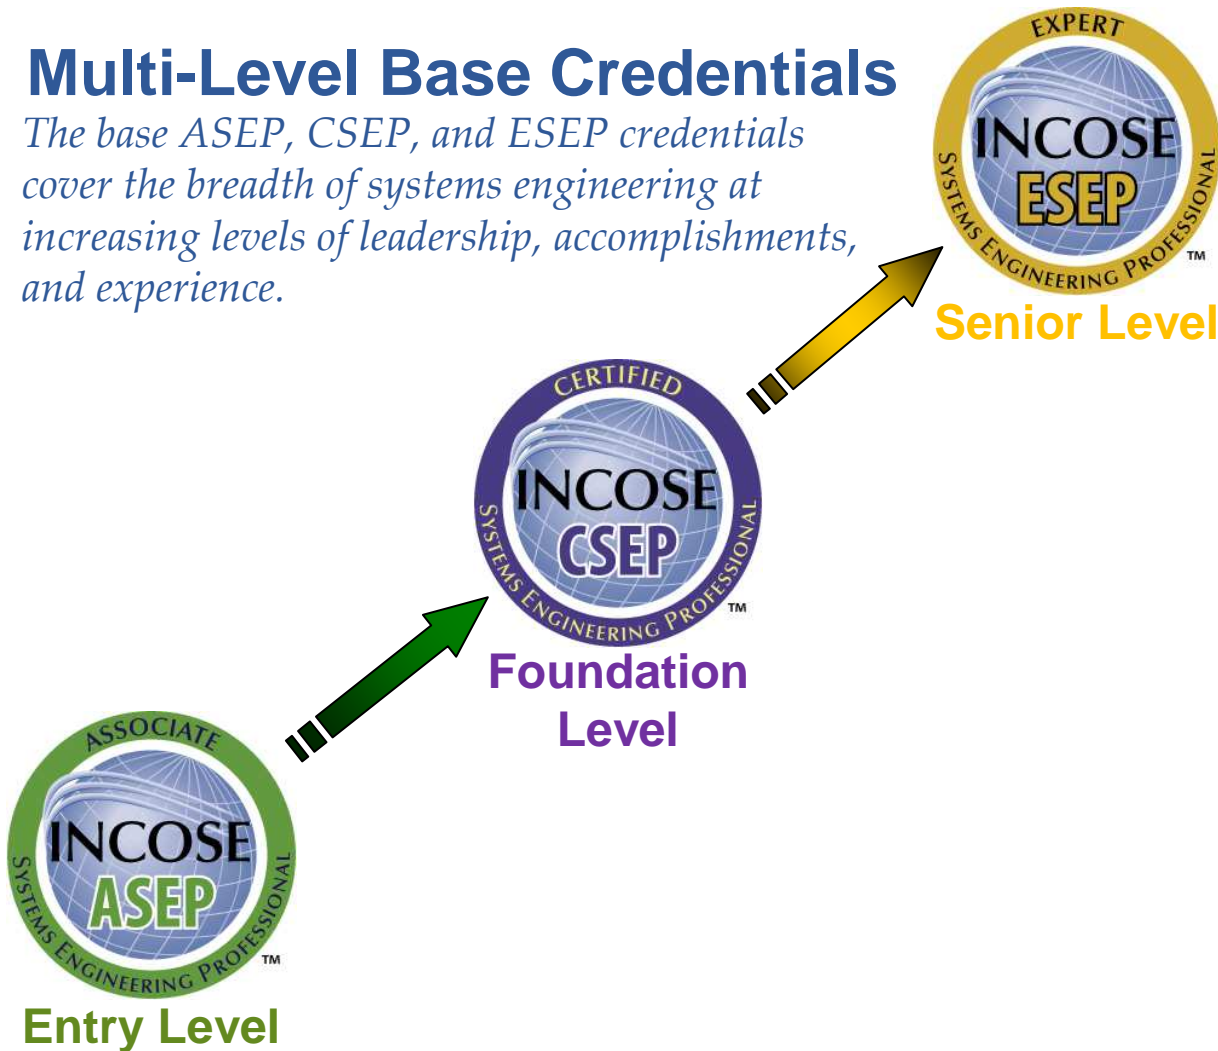 Multi-Level Base Credentials
The base ASEP, CSEP, and ESEP credentials
cover the breadth of systems engineering at
increasing levels of leadership, accomplishments,
and experience.
EXPERT
INCOSE
ESEP
SYSTEMS ENGINEERING PROFESSIONAL
TM
Senior Level
CERTIFIED
INCOSE
CSEP
SYSTEMS ENGINEERING PROFESSIONAL
TM
Foundation
Level
ASSOCIATE
INCOSE
ASEP
SYSTEMS ENGINEERING PROFESSIONAL
TM
Entry Level